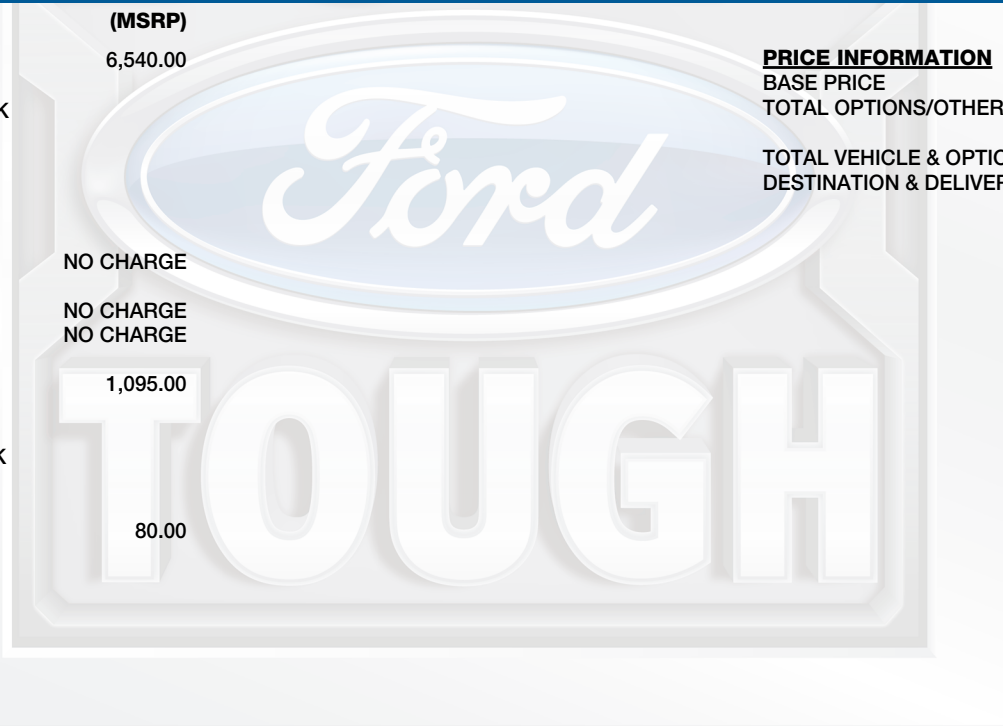 (MSRP)
6,540.00
K
NO CHARGE
NO CHARGE
NO CHARGE
1,095.00
K
80.00
PRICE INFORMATION
BASE PRICE
TOTAL OPTIONS/OTHER
TOTAL VEHICLE & OPTIO
DESTINATION & DELIVER
Ford
TOUGH